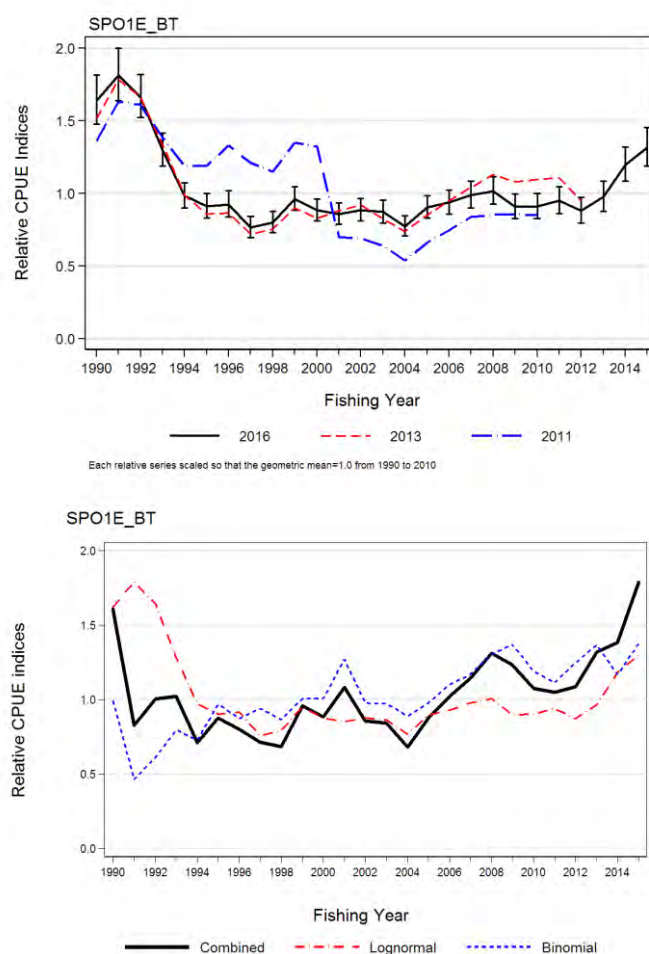 SPO1E_BT
2.0
1.5
1.0
0.5
0.0
Relative CPUE Indices
1990 1992 1994 1996 1998 2000 2002 2004 2006 2008 2010 2012 2014
Fishing Year
2016 2013 2011
Each relative series scaled so that the geometric mean=1.0 from 1990 to 2010
SPO1E_BT
2.0
1.5
1.0
0.5
0.0
Relative CPUE indices
1990 1992 1994 1996 1998 2000 2002 2004 2006 2008 2010 2012 2014
Fishing Year
Combined Lognormal Binomial